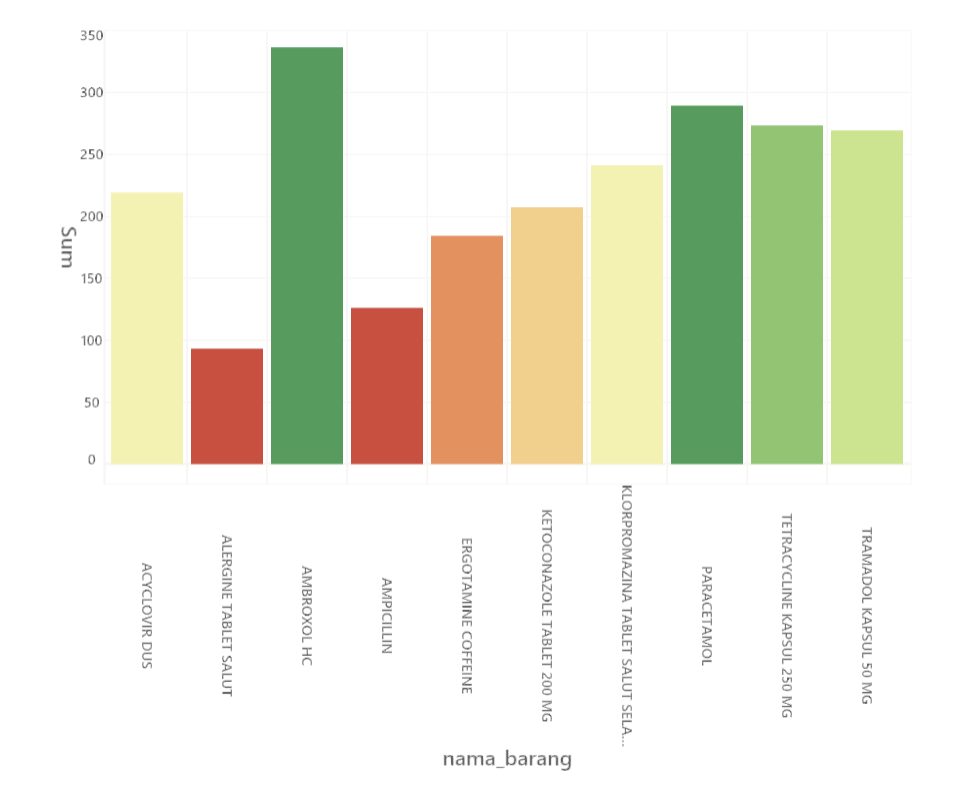 350
300
250
200
150
100
50
0
Sum
ACYCLOVIR DUS
ALERGINE TABLET SALUT
AMBROXOL HC
AMPICILLIN
ERGOTAMINE COFFEINE
KETOCONAZOLE TABLET 200 MG
KLORPROMAZINA TABLET SALUT SELA...
PARACETAMOL
TETRACYCLINE KAPSUL 250 MG
TRAMADOL KAPSUL 50 MG
nama_barang